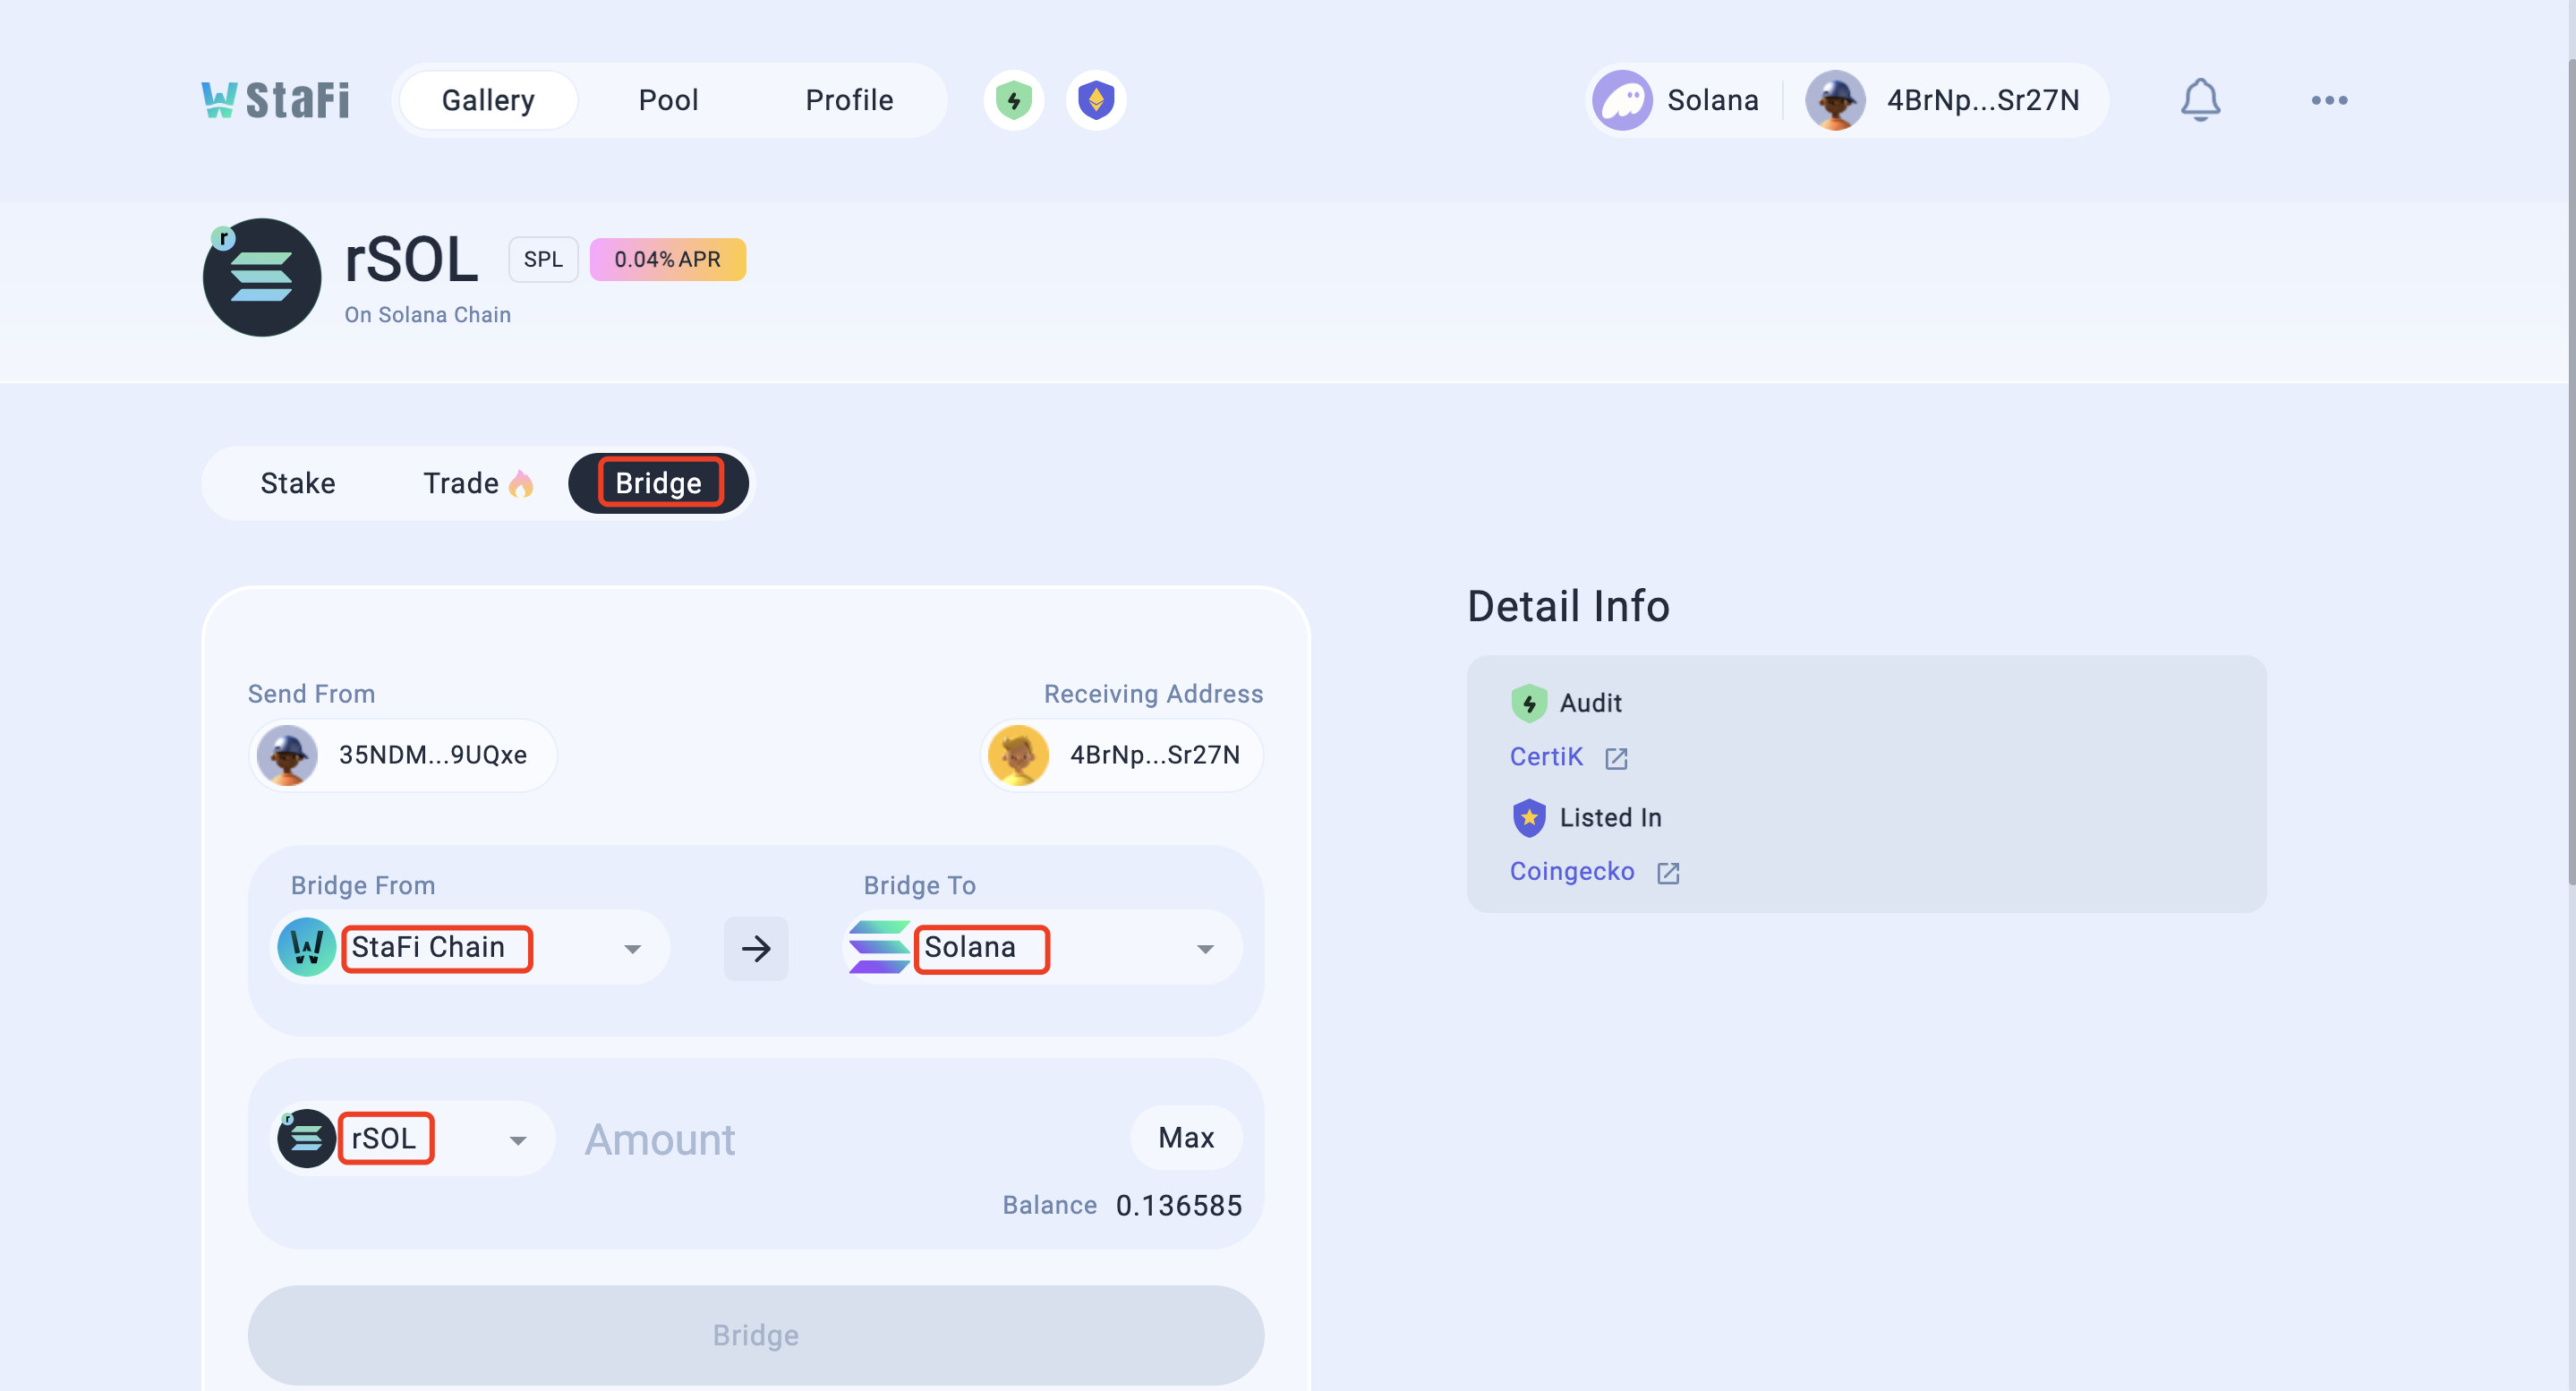 StaFi Gallery Pool Profile Solana 4BrNp...Sr27N
r
rSOL SPL 0.04% APR
On Solana Chain
Stake Trade Bridge
Detail Info
Send From Receiving Address
35NDM...9UQxe 4BrNp...Sr27N
Audit
CertiK
Listed In
Coingecko
Bridge From Bridge To
StaFi Chain Solana
r
rSOL Amount Max
Balance 0.136585
Bridge